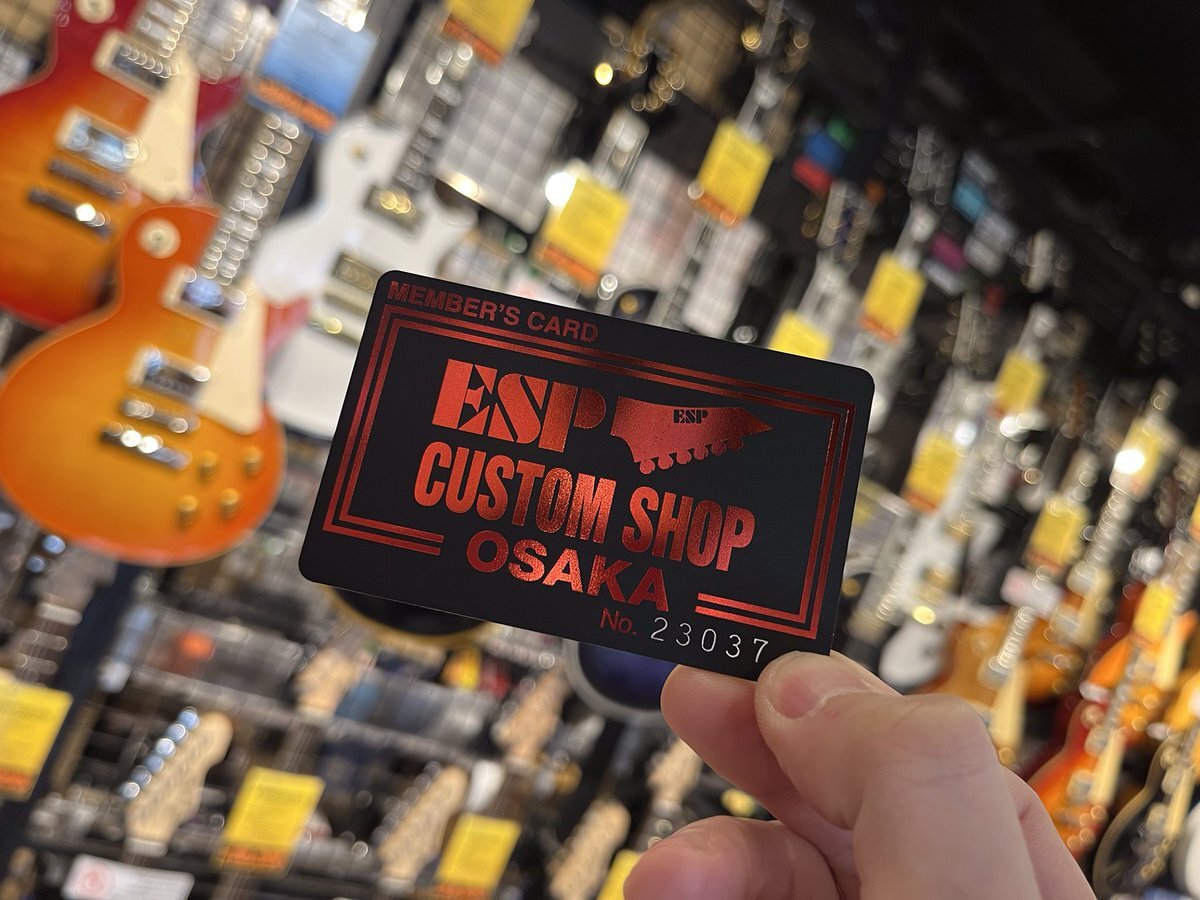 MEMBER'S CARD
ESP
ESP
CUSTOM SHOP
OSAKA
No. 23037